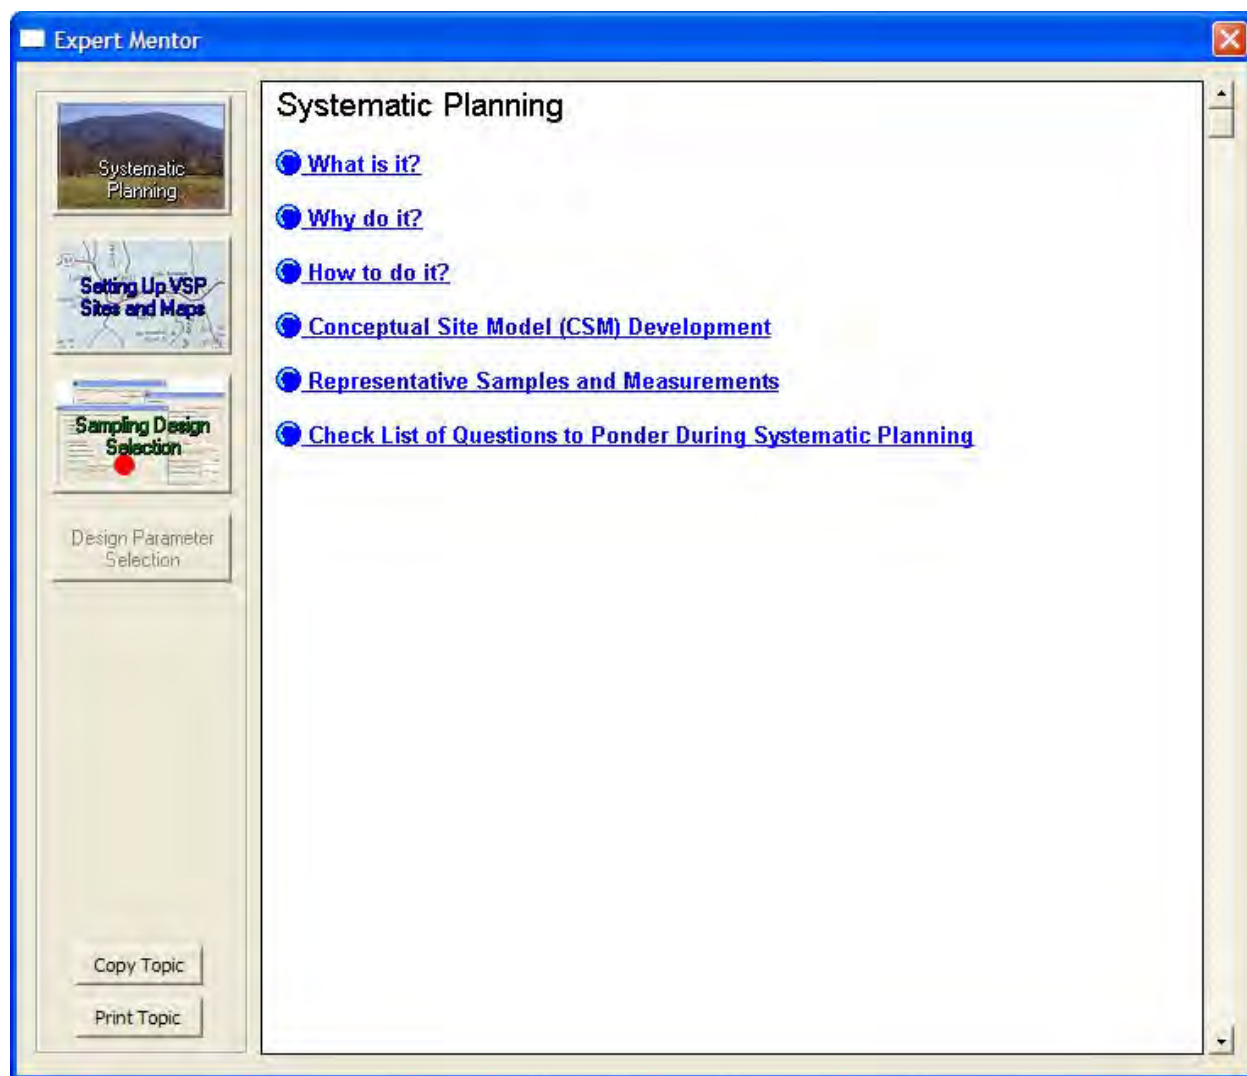 Expert Mentor
Systematic
Planning
Setting Up VSP
Sites and Maps
Sampling Design
Selection
Design Parameter
Selection
Copy Topic
Print Topic
Systematic Planning
What is it?
Why do it?
How to do it?
Conceptual Site Model (CSM) Development
Representative Samples and Measurements
Check List of Questions to Ponder During Systematic Planning